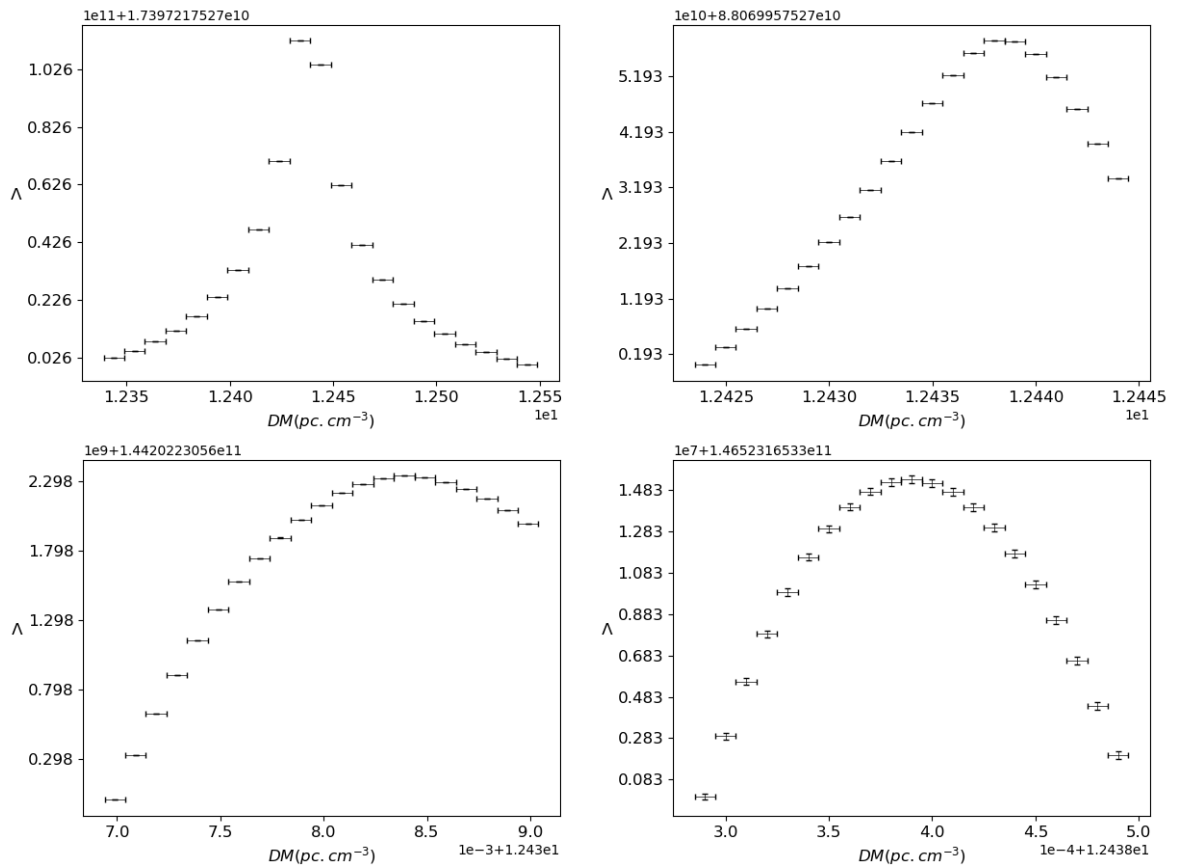 1e11+1.7397217527e10
1.026
0.826
0.626
0.426
0.226
0.026
Λ
1.235 1.240 1.245 1.250 1.255
1e1
DM(pc.cm⁻³)
1e10+8.8069957527e10
5.193
4.193
3.193
2.193
1.193
0.193
Λ
1.2425 1.2430 1.2435 1.2440 1.2445
1e1
DM(pc.cm⁻³)
1e9+1.4420223056e11
2.298
1.798
1.298
0.798
0.298
Λ
7.0 7.5 8.0 8.5 9.0
1e-3+1.243e1
DM(pc.cm⁻³)
1e7+1.4652316533e11
1.483
1.283
1.083
0.883
0.683
0.483
0.283
0.083
Λ
3.0 3.5 4.0 4.5 5.0
1e-4+1.2438e1
DM(pc.cm⁻³)